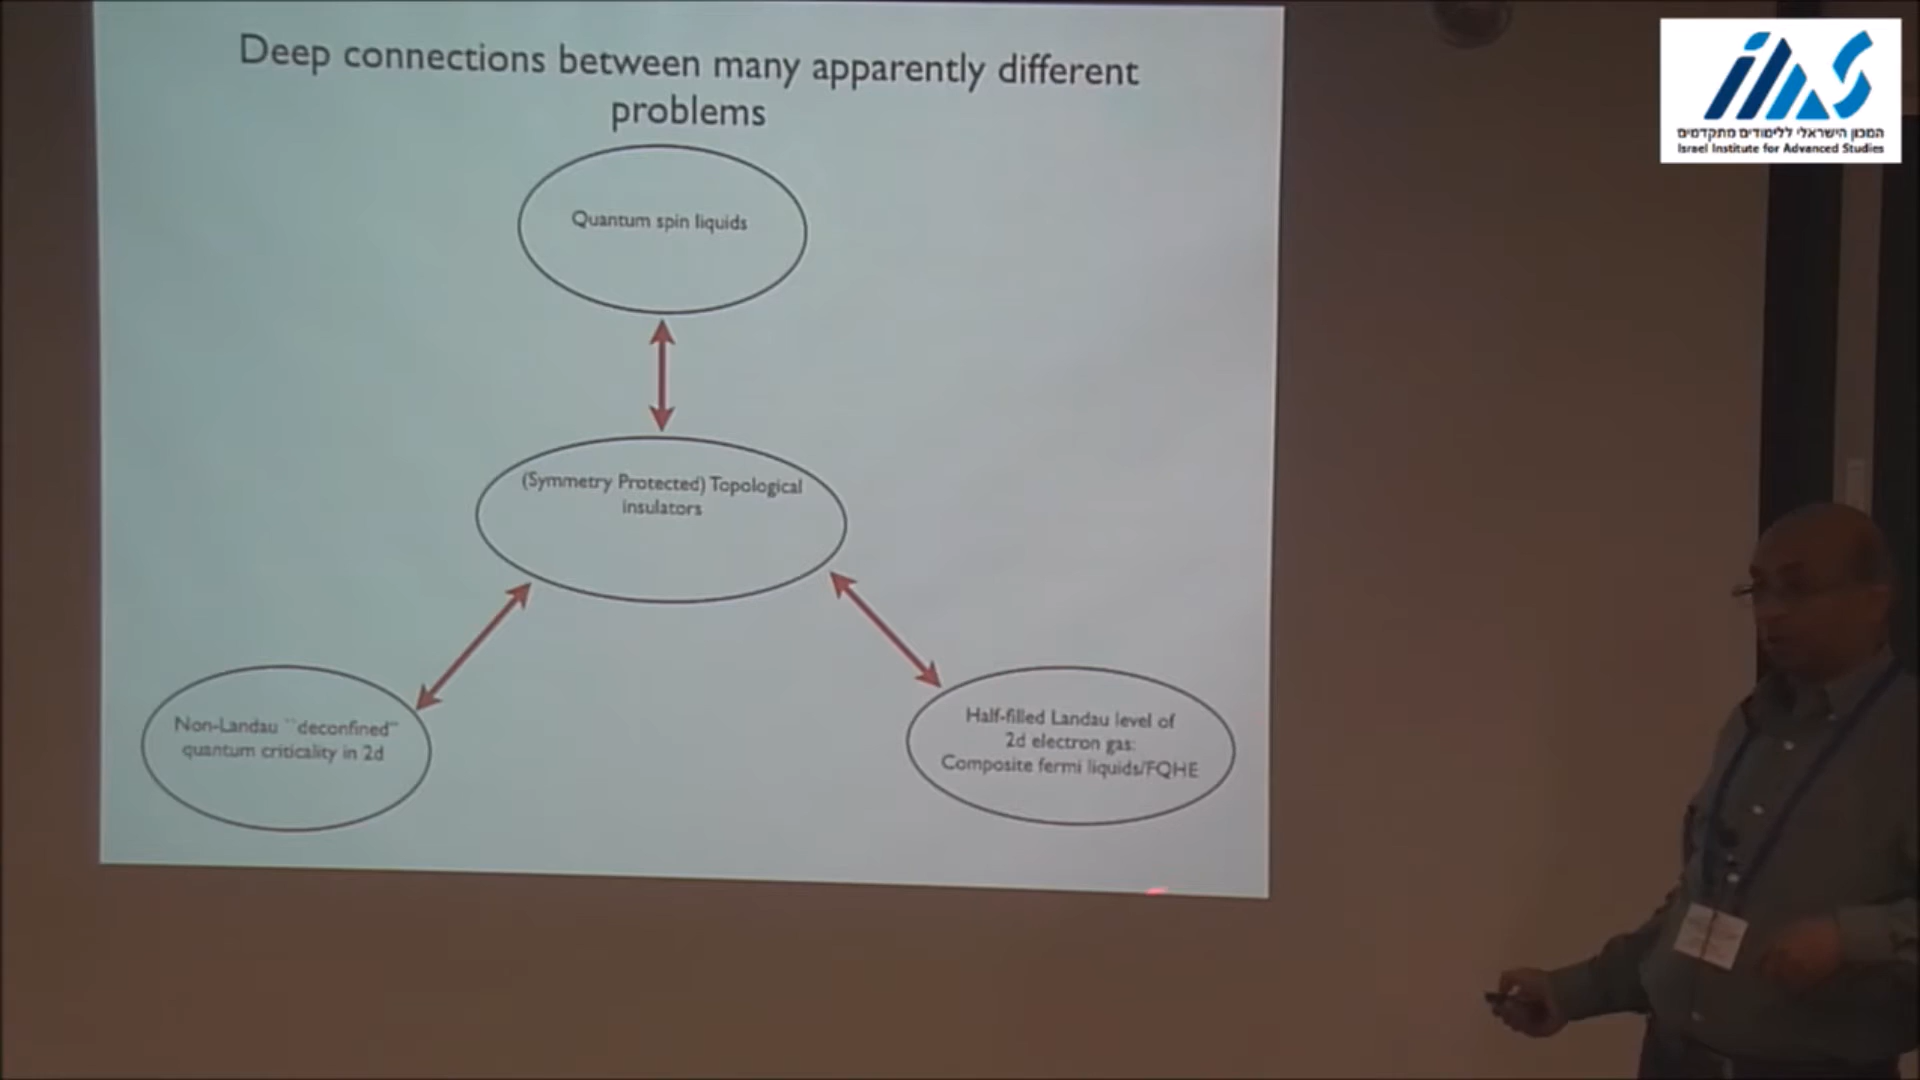 Deep connections between many apparently different
problems
Quantum spin liquids
(Symmetry Protected) Topological
insulators
Non-Landau ``deconfined"
quantum criticality in 2d
Half-filled Landau level of
2d electron gas:
Composite fermi liquids/FQHE
המכון הישראלי ללימודים מתקדמים
Israel Institute for Advanced Studies